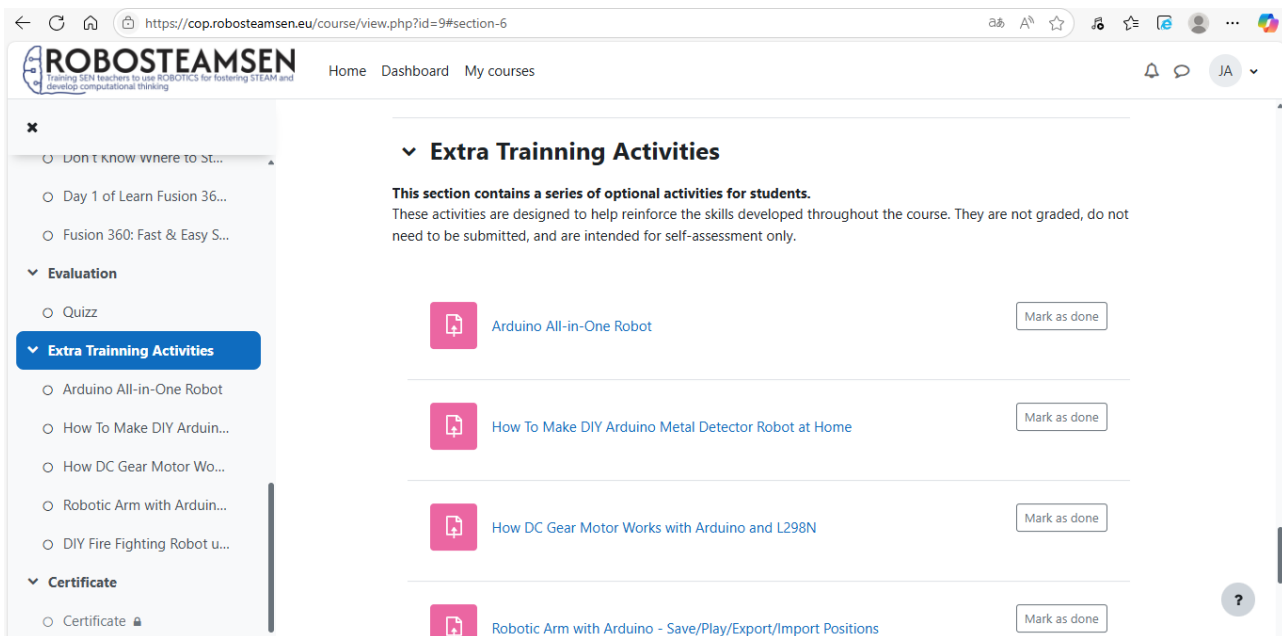 https://cop.robosteamsen.eu/course/view.php?id=9#section-6
ROBOSTEAMSEN
Training SEN teachers to use ROBOTICS for fostering STEAM and
develop computational thinking
Home Dashboard My courses
JA
Don't Know Where to St...
Day 1 of Learn Fusion 36...
Fusion 360: Fast & Easy S...
Evaluation
Quizz
Extra Trainning Activities
Arduino All-in-One Robot
How To Make DIY Arduin...
How DC Gear Motor Wo...
Robotic Arm with Arduin...
DIY Fire Fighting Robot u...
Certificate
Certificate
Extra Trainning Activities
This section contains a series of optional activities for students.
These activities are designed to help reinforce the skills developed throughout the course. They are not graded, do not
need to be submitted, and are intended for self-assessment only.
Arduino All-in-One Robot
Mark as done
How To Make DIY Arduino Metal Detector Robot at Home
Mark as done
How DC Gear Motor Works with Arduino and L298N
Mark as done
Robotic Arm with Arduino - Save/Play/Export/Import Positions
Mark as done
?